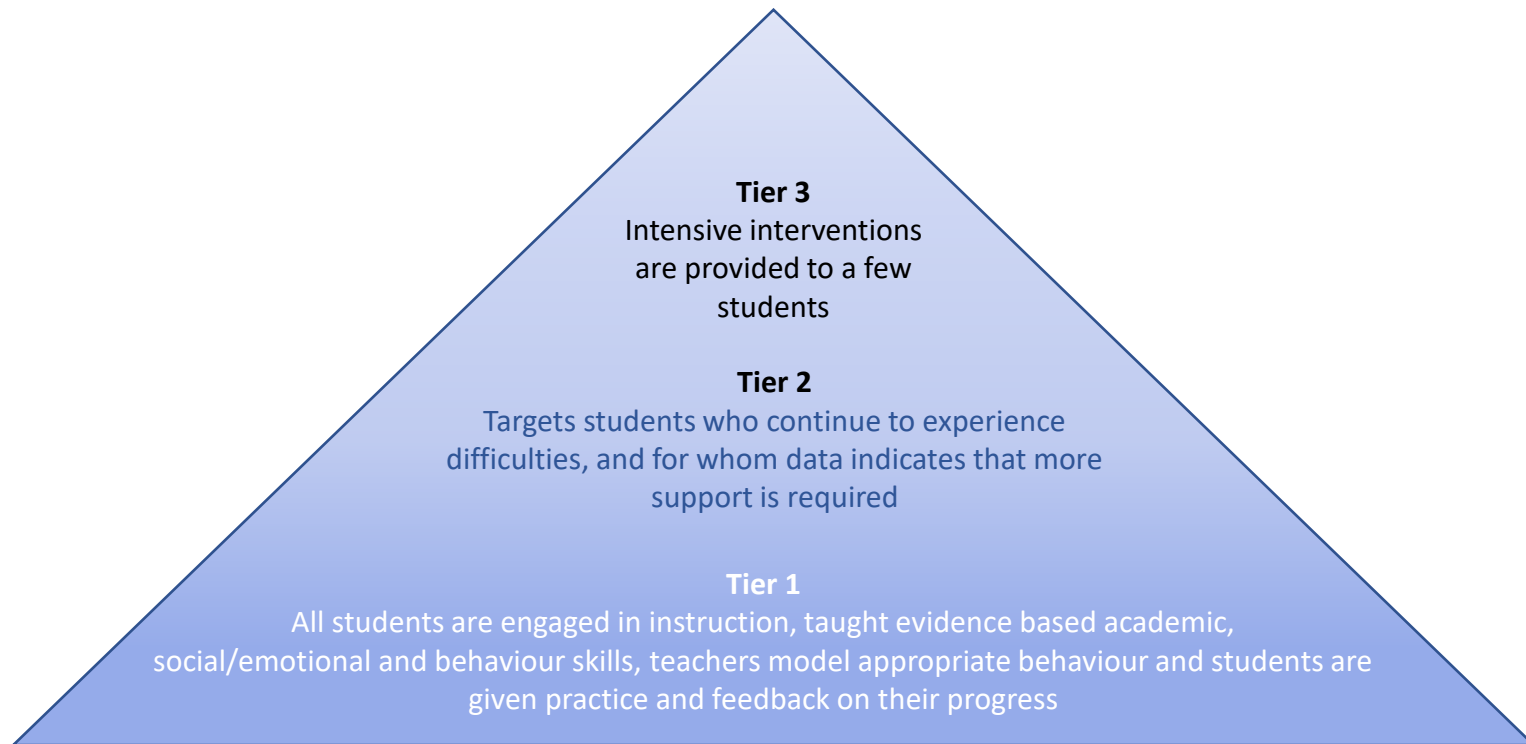 Tier 3
Intensive interventions
are provided to a few
students
Tier 2
Targets students who continue to experience
difficulties, and for whom data indicates that more
support is required
Tier 1
All students are engaged in instruction, taught evidence based academic,
social/emotional and behaviour skills, teachers model appropriate behaviour and students are
given practice and feedback on their progress